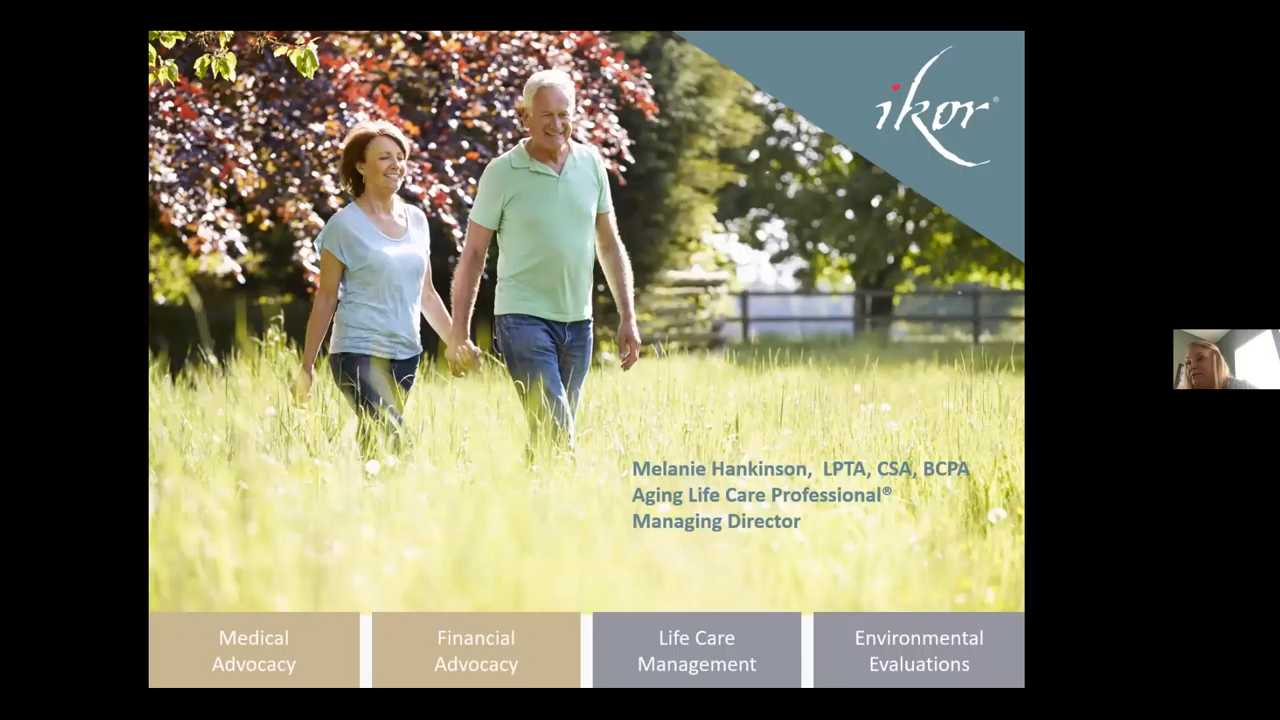 ikor®
Melanie Hankinson, LPTA, CSA, BCPA
Aging Life Care Professional®
Managing Director
Medical
Advocacy
Financial
Advocacy
Life Care
Management
Environmental
Evaluations